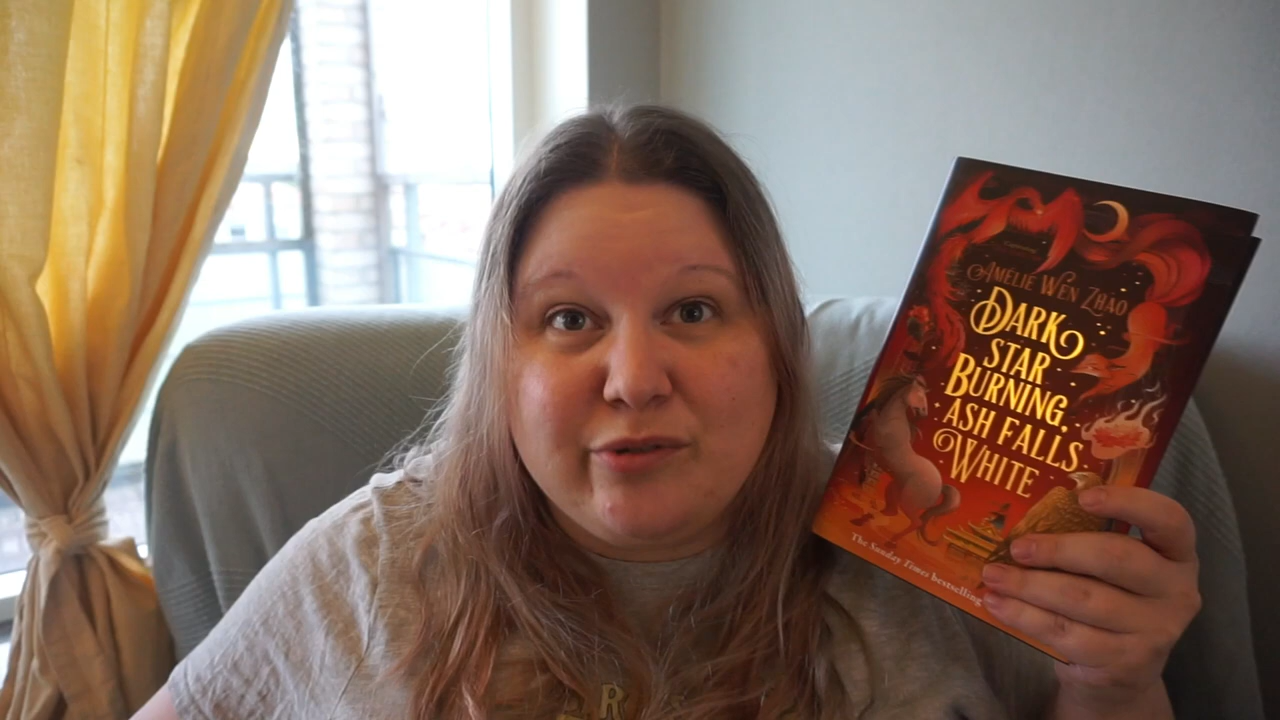 AMÉLIE WEN ZHAO
DARK
STAR
BURNING,
ASH FALLS
WHITE
The Sunday Times bestselling
R